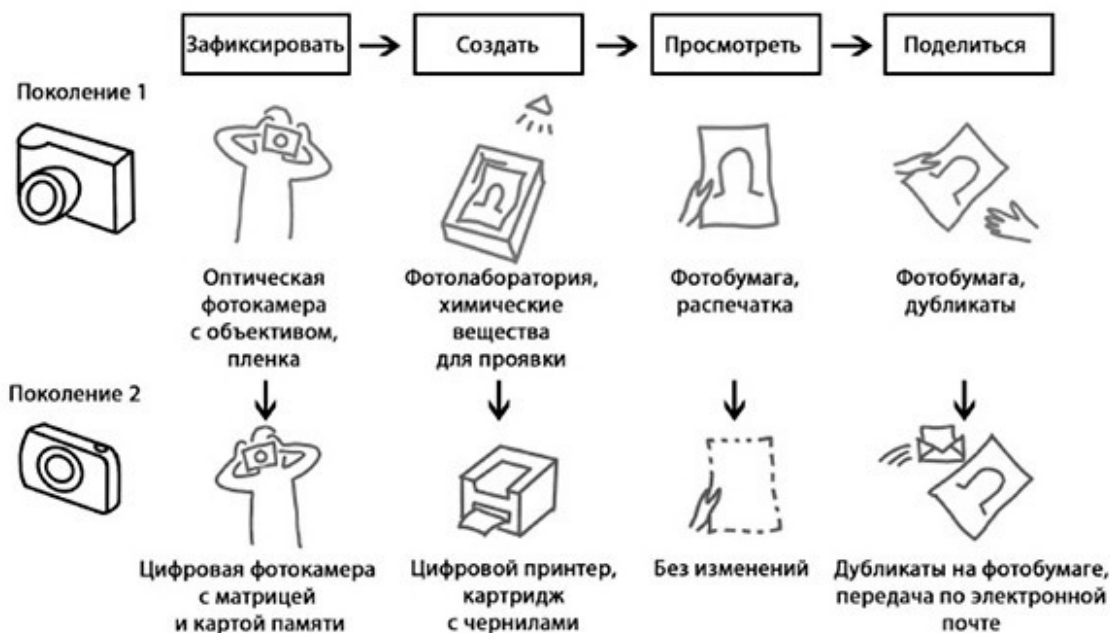 Зафиксировать
Создать
Просмотреть
Поделиться
Поколение 1
Оптическая
фотокамера
с объективом,
пленка
Фотолаборатория,
химические
вещества
для проявки
Фотобумага,
распечатка
Фотобумага,
дубликаты
Поколение 2
Цифровая фотокамера
с матрицей
и картой памяти
Цифровой принтер,
картридж
с чернилами
Без изменений
Дубликаты на фотобумаге,
передача по электронной
почте